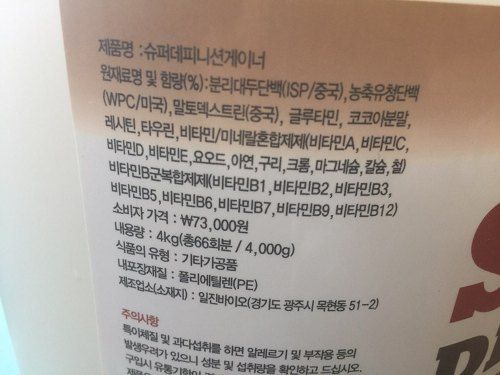 제품명 : 슈퍼데피니션게이너
원재료명 및 함량(%) : 분리대두단백(ISP/중국),농축유청단백
(WPC/미국), 말토덱스트린(중국), 글루타민, 코코아분말,
레시틴, 타우린, 비타민/미네랄혼합제제(비타민A, 비타민C,
비타민D, 비타민E, 요오드, 아연, 구리, 크롬, 마그네슘, 칼슘, 철)
비타민B군복합제제(비타민B1, 비타민B2, 비타민B3,
비타민B5, 비타민B6, 비타민B7, 비타민B9, 비타민B12)
소비자 가격 : ₩73,000원
내용량 : 4kg(총66회분 / 4,000g)
식품의 유형 : 기타가공품
내포장재질 : 폴리에틸렌(PE)
제조업소(소재지) : 일진바이오(경기도 광주시 목현동 51-2)
주의사항
특이체질 및 과다섭취를 하면 알레르기 및 부작용 등의
발생우려가 있으니 성분 및 섭취량을 확인하고 드십시오.
구입시 유통기한이